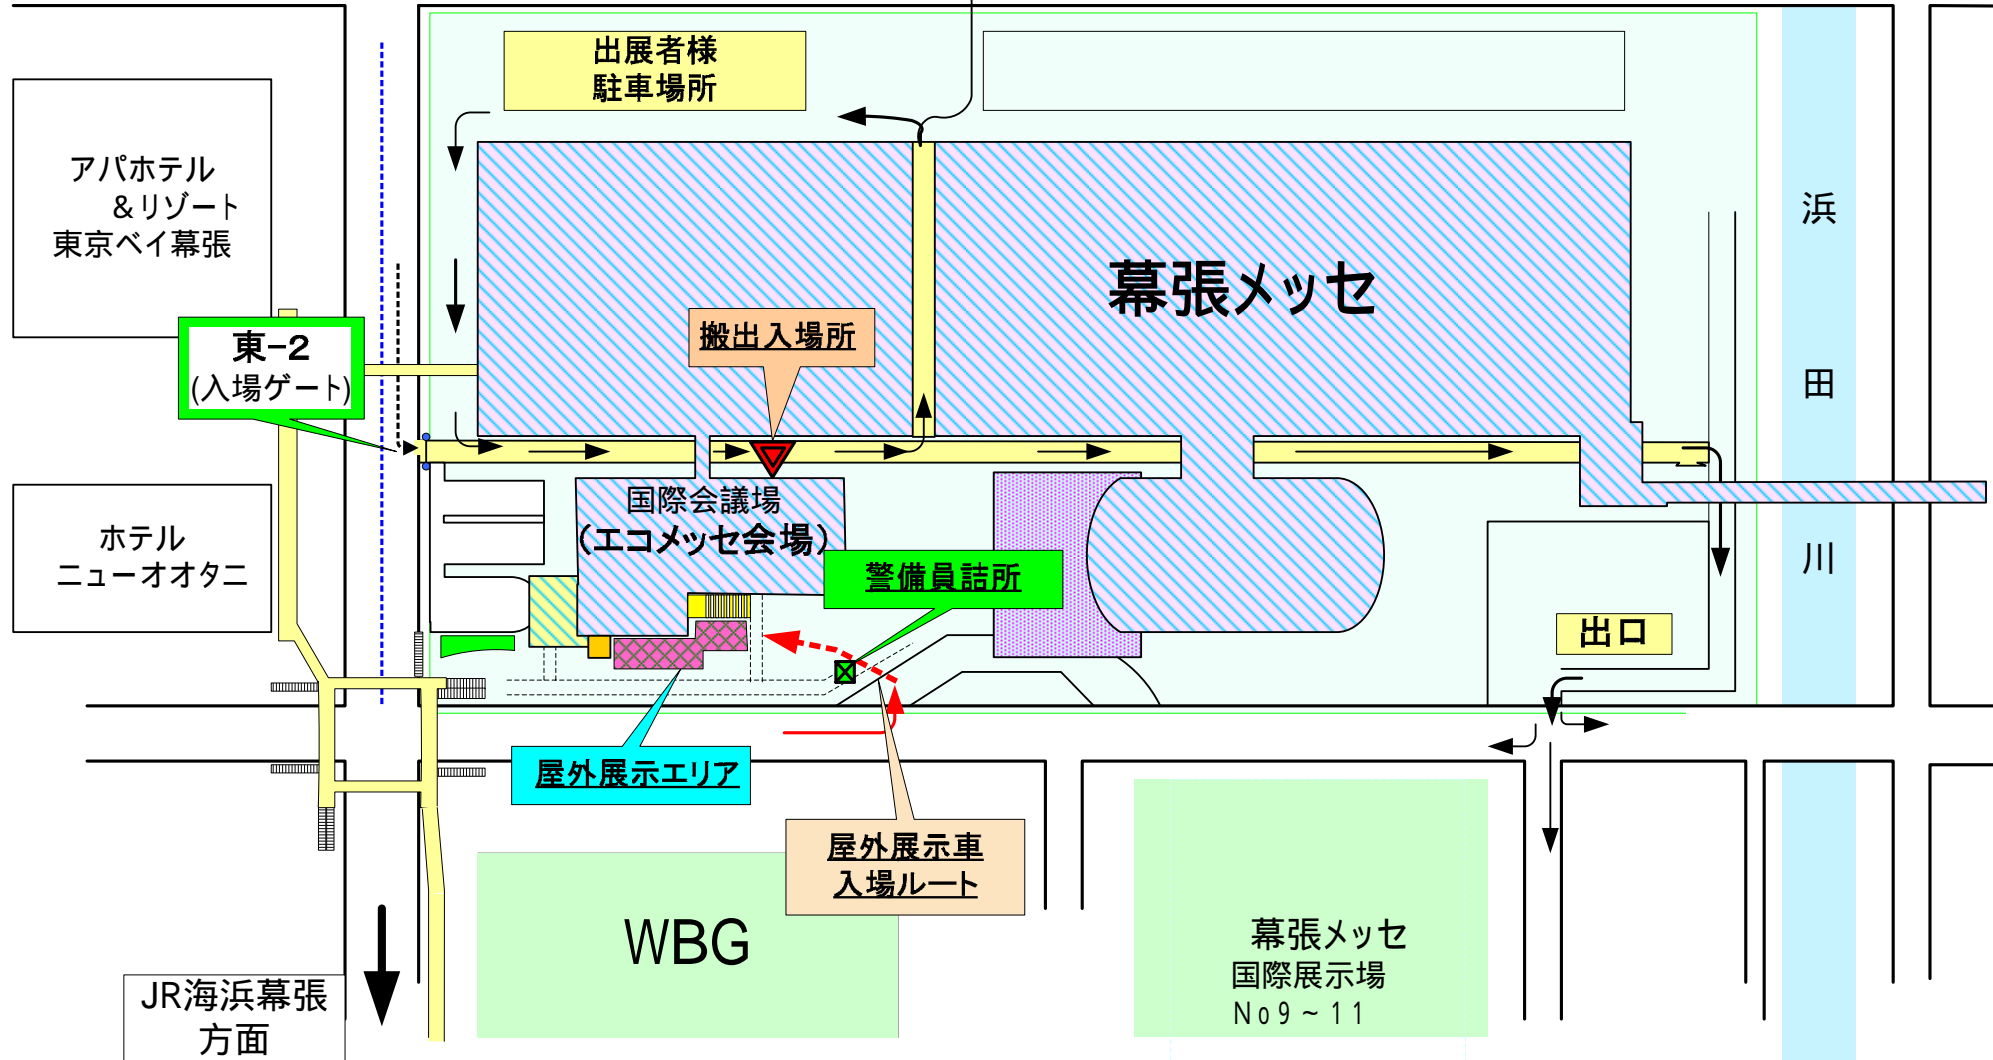 出展者様
駐車場所
アパホテル
＆リゾート
東京ベイ幕張
浜
田
川
幕張メッセ
搬出入場所
東-2
(入場ゲート)
国際会議場
(エコメッセ会場)
ホテル
ニューオオタニ
警備員詰所
出口
屋外展示エリア
屋外展示車
入場ルート
WBG
幕張メッセ
国際展示場
No9～11
JR海浜幕張
方面